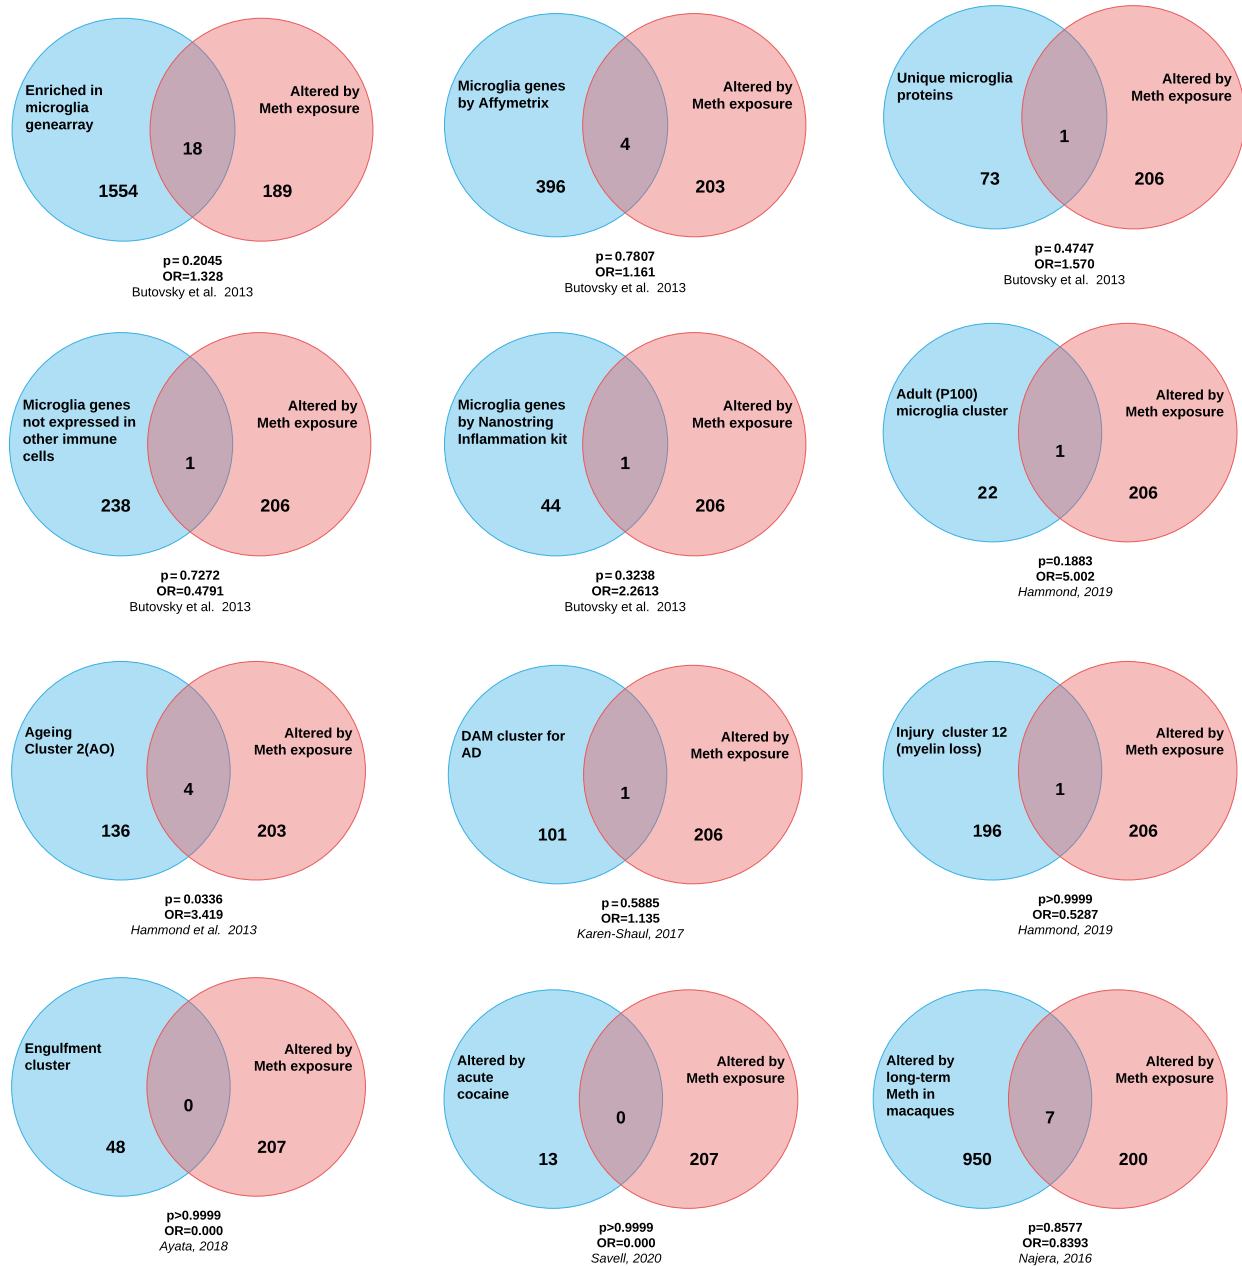 Enriched in
microglia
genearray
Altered by
Meth exposure
18
1554
189
p= 0.2045
OR=1.328
Butovsky et al.  2013
Microglia genes
by Affymetrix
Altered by
Meth exposure
4
396
203
p= 0.7807
OR=1.161
Butovsky et al.  2013
Unique microglia
proteins
Altered by
Meth exposure
1
73
206
p= 0.4747
OR=1.570
Butovsky et al.  2013
Microglia genes
not expressed in
other immune
cells
Altered by
Meth exposure
1
238
206
p= 0.7272
OR=0.4791
Butovsky et al.  2013
Microglia genes
by Nanostring
Inflammation kit
Altered by
Meth exposure
1
44
206
p= 0.3238
OR=2.2613
Butovsky et al.  2013
Adult (P100)
microglia cluster
Altered by
Meth exposure
1
22
206
p=0.1883
OR=5.002
Hammond, 2019
Ageing
Cluster 2(AO)
Altered by
Meth exposure
4
136
203
p= 0.0336
OR=3.419
Hammond et al.  2013
DAM cluster for
AD
Altered by
Meth exposure
1
101
206
p= 0.5885
OR=1.135
Karen-Shaul, 2017
Injury  cluster 12
(myelin loss)
Altered by
Meth exposure
1
196
206
p>0.9999
OR=0.5287
Hammond, 2019
Engulfment
cluster
Altered by
Meth exposure
0
48
207
p>0.9999
OR=0.000
Ayata, 2018
Altered by
acute
cocaine
Altered by
Meth exposure
0
13
207
p>0.9999
OR=0.000
Savell, 2020
Altered by
long-term
Meth in
macaques
Altered by
Meth exposure
7
950
200
p=0.8577
OR=0.8393
Najera, 2016